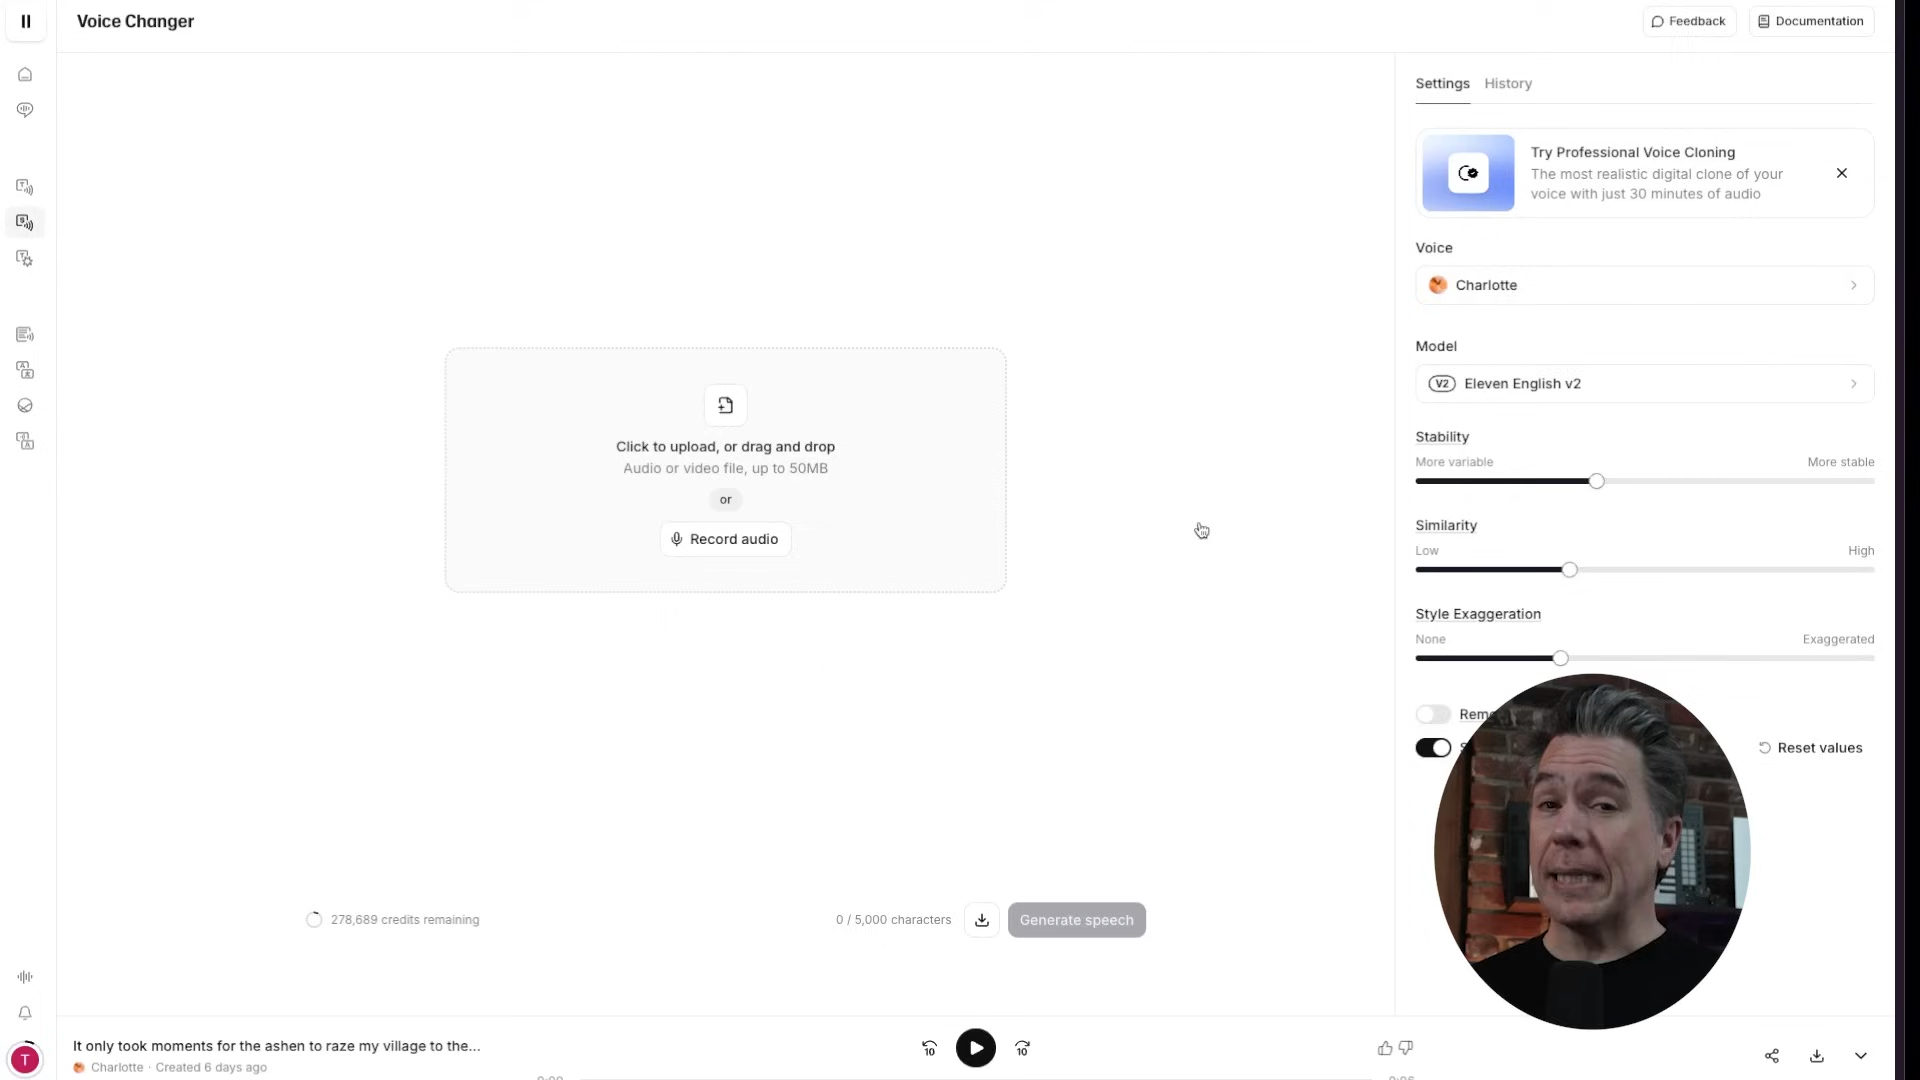 Voice Changer
Feedback
Documentation
Settings
History
Try Professional Voice Cloning
The most realistic digital clone of your
voice with just 30 minutes of audio
Voice
Charlotte
Model
V2 Eleven English v2
Stability
More variable
More stable
Similarity
Low
High
Style Exaggeration
None
Exaggerated
Reset values
Click to upload, or drag and drop
Audio or video file, up to 50MB
or
Record audio
278,689 credits remaining
0 / 5,000 characters
Generate speech
It only took moments for the ashen to raze my village to the...
Charlotte · Created 6 days ago
10
10
T